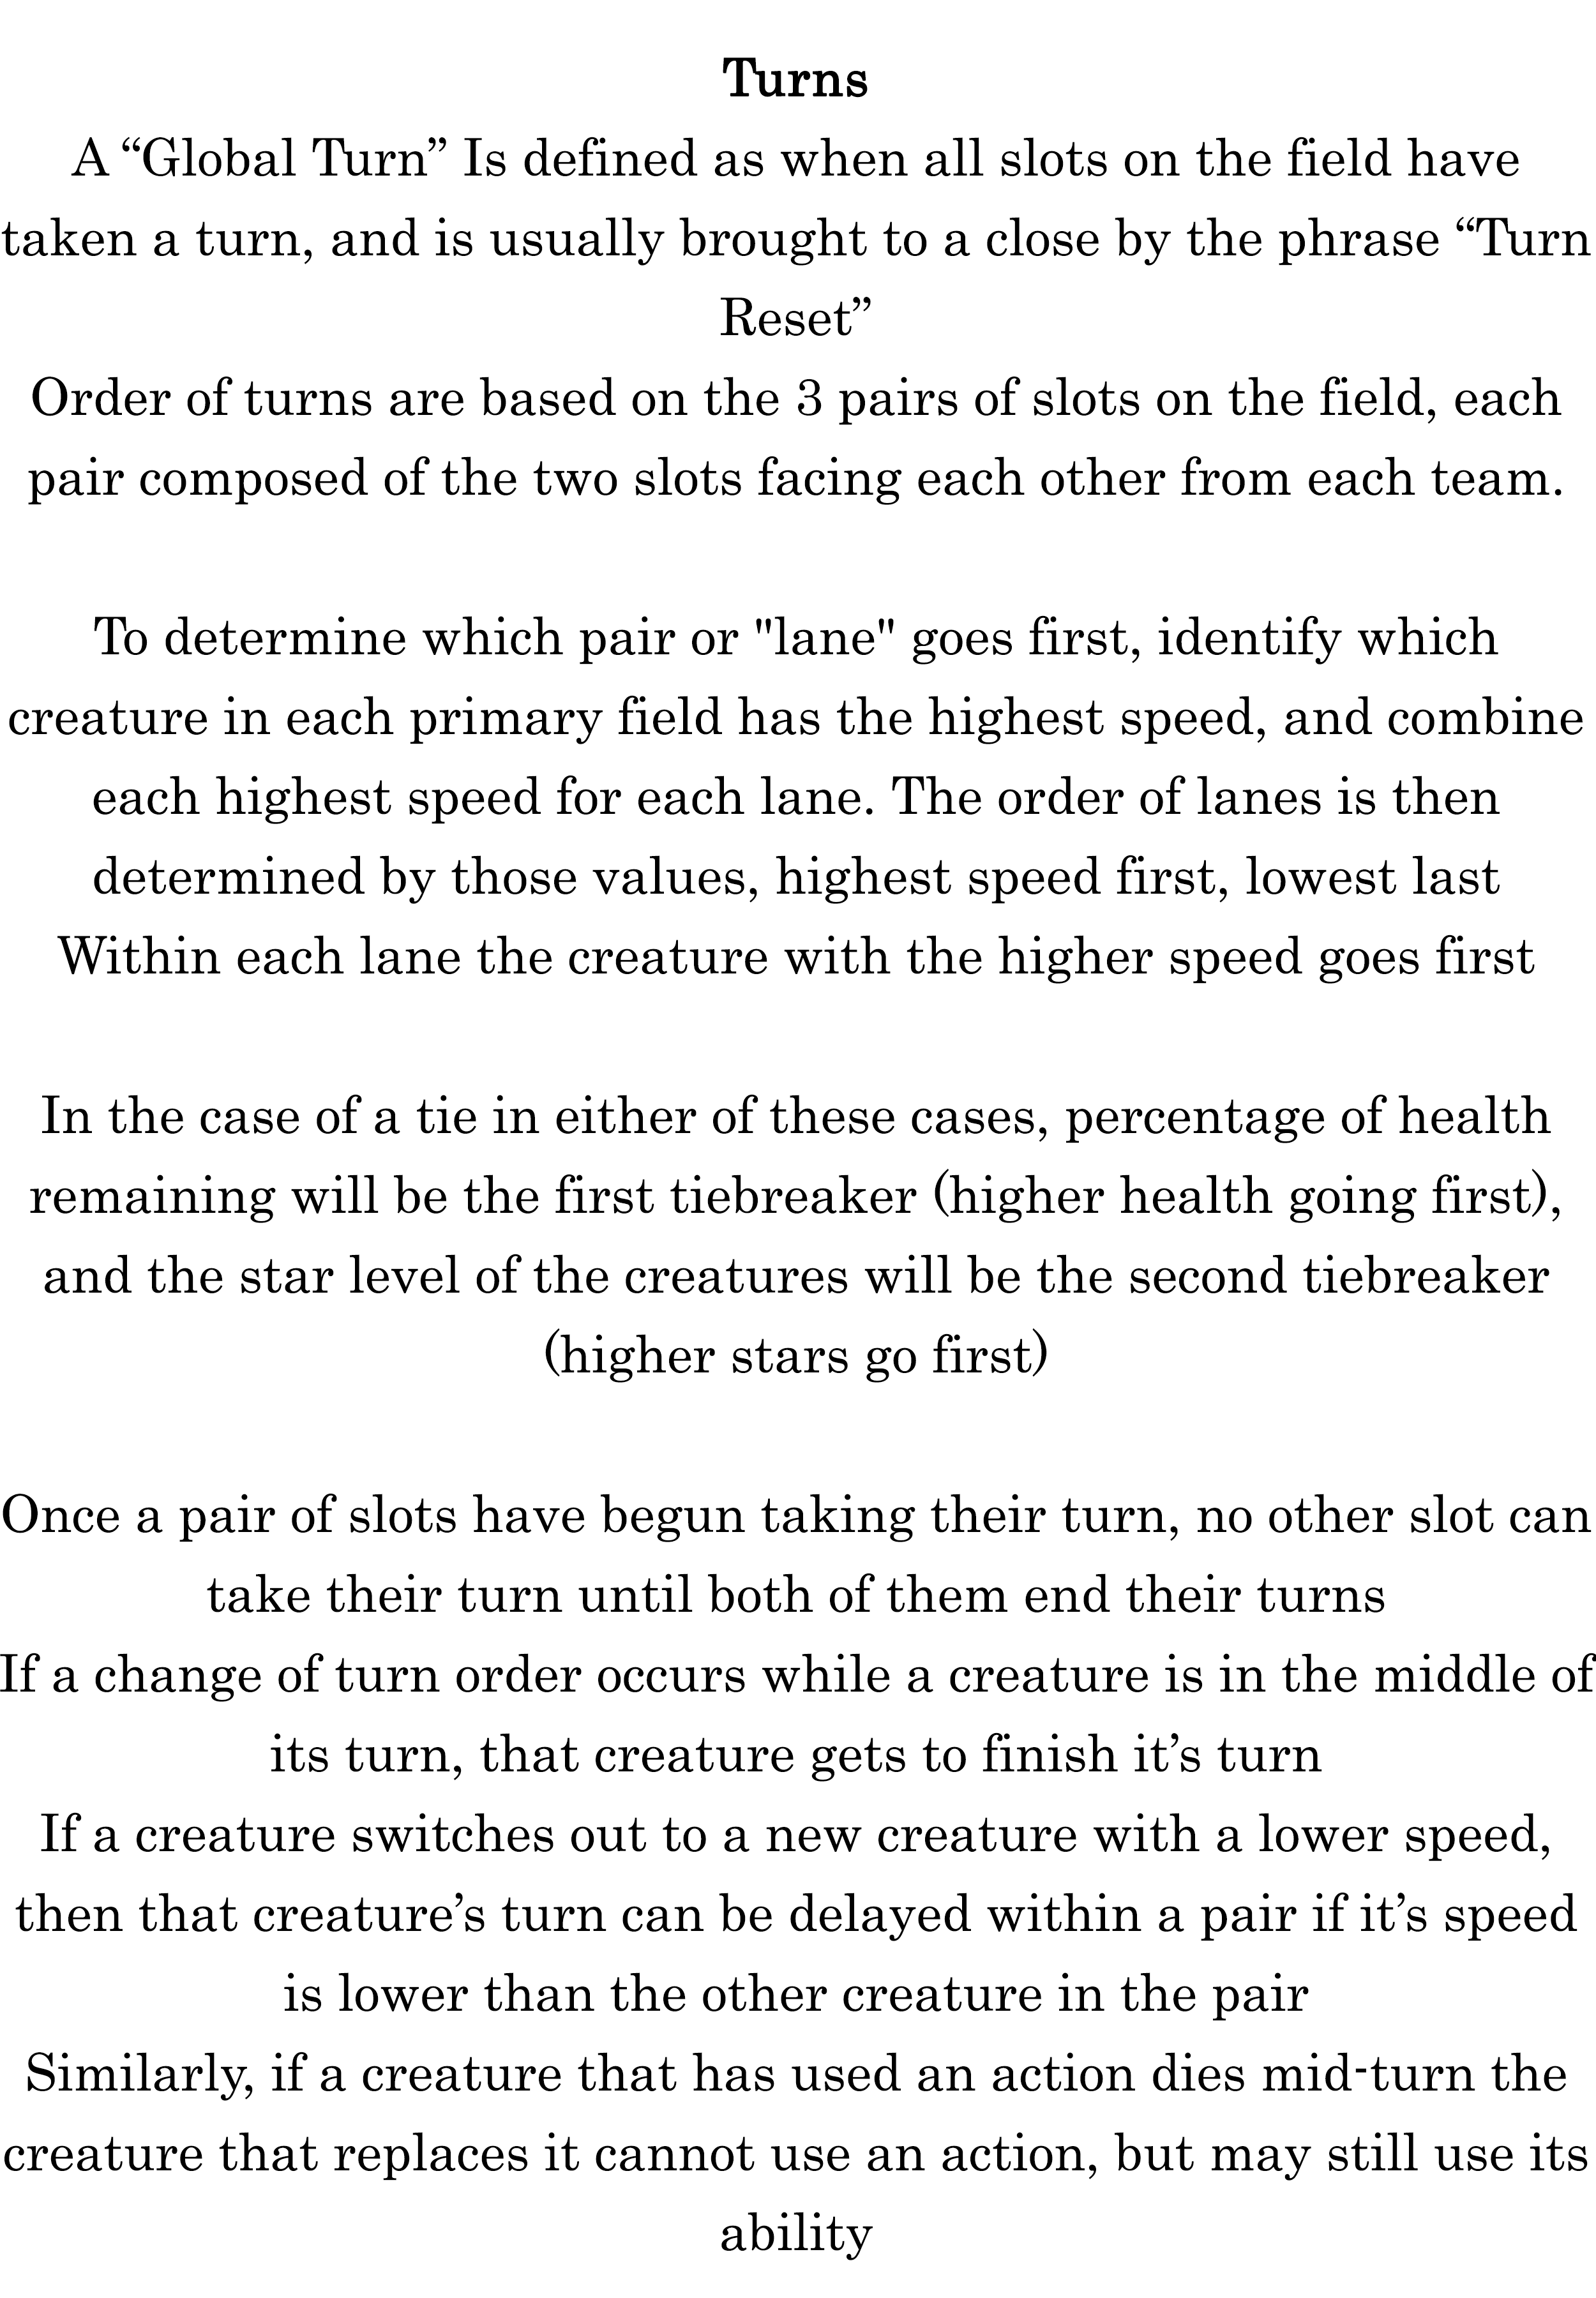 Turns
A “Global Turn” Is defined as when all slots on the field have
taken a turn, and is usually brought to a close by the phrase “Turn
Reset”
Order of turns are based on the 3 pairs of slots on the field, each
pair composed of the two slots facing each other from each team.
To determine which pair or "lane" goes first, identify which
creature in each primary field has the highest speed, and combine
each highest speed for each lane. The order of lanes is then
determined by those values, highest speed first, lowest last
Within each lane the creature with the higher speed goes first
In the case of a tie in either of these cases, percentage of health
remaining will be the first tiebreaker (higher health going first),
and the star level of the creatures will be the second tiebreaker
(higher stars go first)
Once a pair of slots have begun taking their turn, no other slot can
take their turn until both of them end their turns
If a change of turn order occurs while a creature is in the middle of
its turn, that creature gets to finish it’s turn
If a creature switches out to a new creature with a lower speed,
then that creature’s turn can be delayed within a pair if it’s speed
is lower than the other creature in the pair
Similarly, if a creature that has used an action dies mid-turn the
creature that replaces it cannot use an action, but may still use its
ability